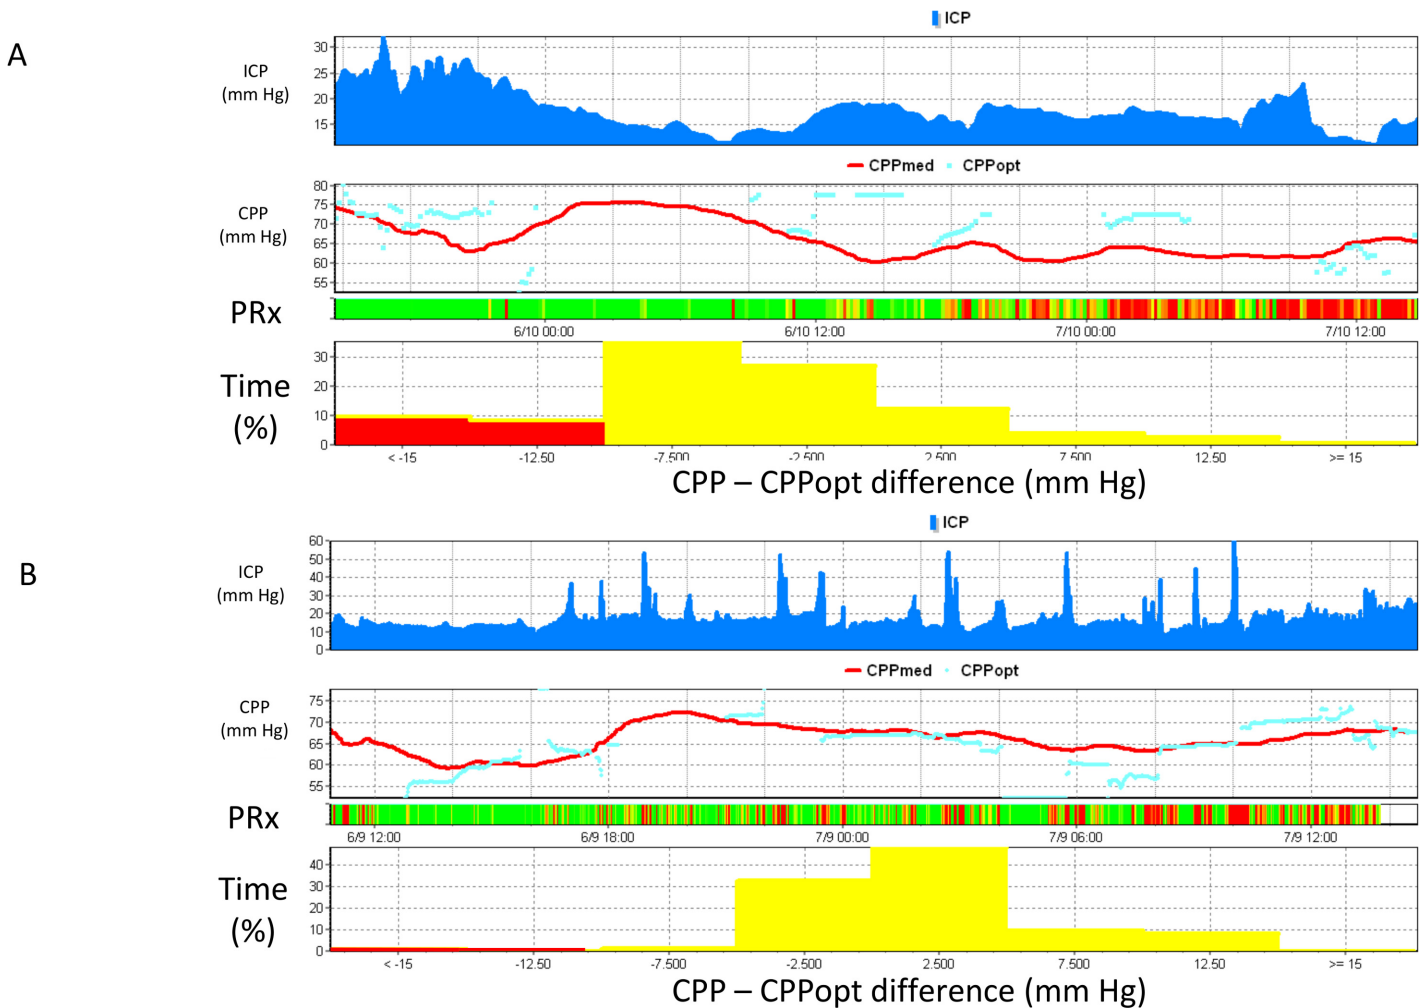 A
ICP
ICP
(mm Hg)
30
25
20
15
CPPmed CPPopt
CPP
(mm Hg)
80
75
70
65
60
55
PRx
6/10 00:00 6/10 12:00 7/10 00:00 7/10 12:00
Time
(%)
30
20
10
0
< -15 -12.50 -7.500 -2.500 2.500 7.500 12.50 >= 15
CPP – CPPopt difference (mm Hg)
B
ICP
ICP
(mm Hg)
60
50
40
30
20
10
0
CPPmed CPPopt
CPP
(mm Hg)
75
70
65
60
55
PRx
6/9 12:00 6/9 18:00 7/9 00:00 7/9 06:00 7/9 12:00
Time
(%)
40
30
20
10
0
< -15 -12.50 -7.500 -2.500 2.500 7.500 12.50 >= 15
CPP – CPPopt difference (mm Hg)